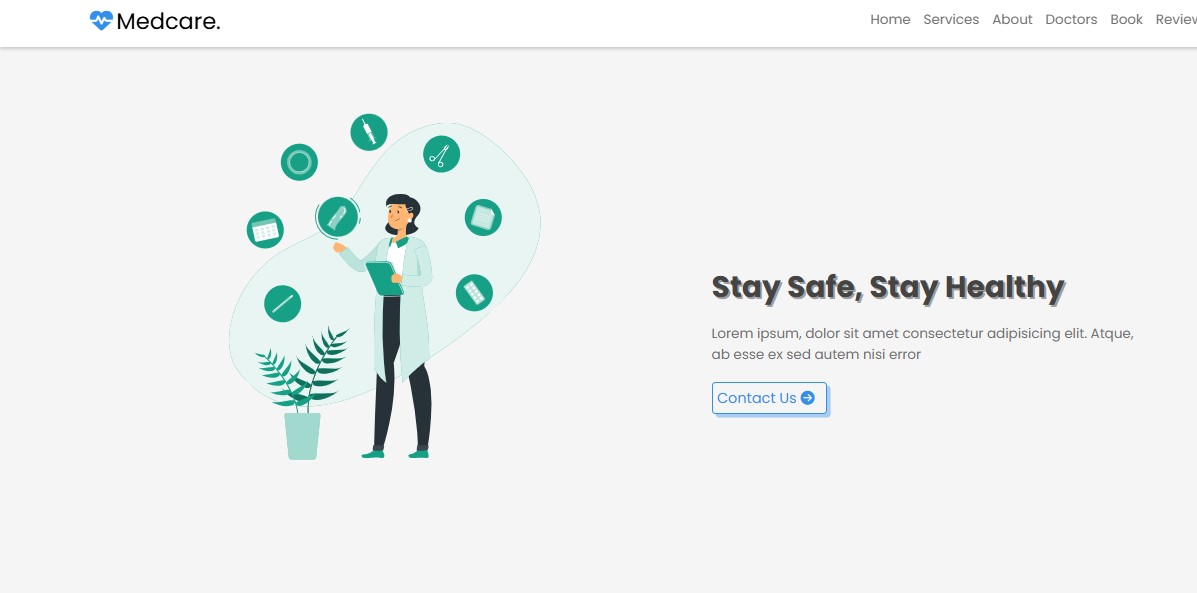 Medcare.
Home Services About Doctors Book Review
Stay Safe, Stay Healthy
Lorem ipsum, dolor sit amet consectetur adipisicing elit. Atque,
ab esse ex sed autem nisi error
Contact Us